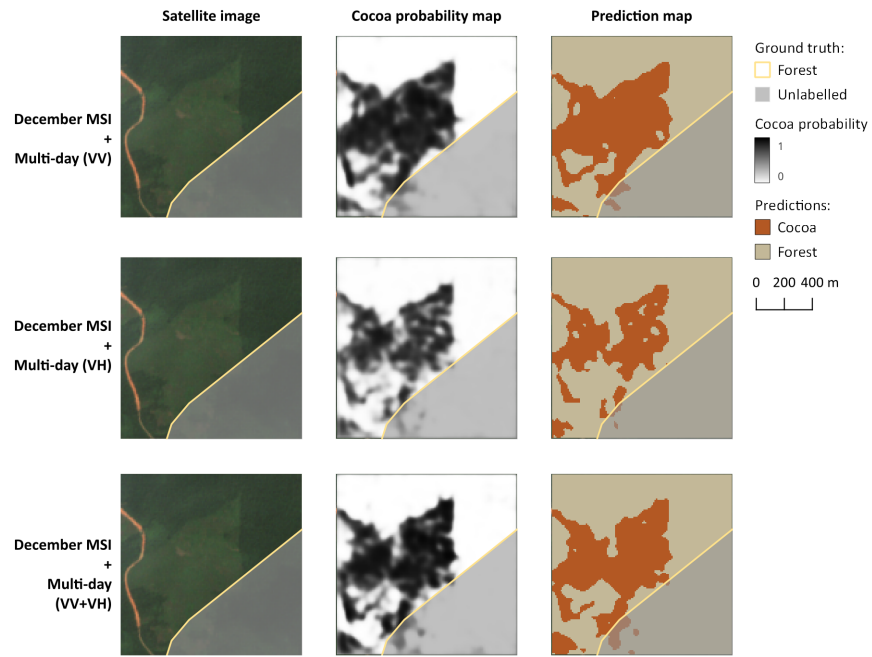 Satellite image
Cocoa probability map
Prediction map
December MSI
+
Multi-day (VV)
December MSI
+
Multi-day (VH)
December MSI
+
Multi-day
(VV+VH)
Ground truth:
Forest
Unlabelled
Cocoa probability
1
0
Predictions:
Cocoa
Forest
0 200 400 m